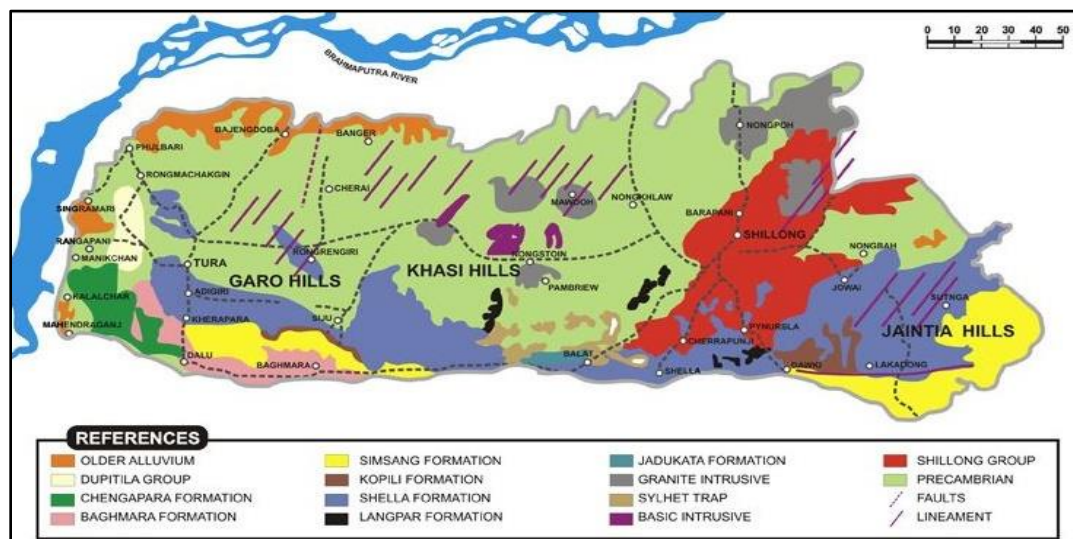 0 10 20 30 40 50
BRAHMAPUTRA RIVER
NONGPOH
BAJENGDOBA
BANGER
PHULBARI
RONGMACHAKGIN
CHERAI
MAWDOH
NONGKHLAW
SINGRAMARI
BARAPANI
SHILLONG
RANGAPANI
MANIKCHAN
NONGBAH
TURA
RONGRENGIRI
GARO HILLS
KHASI HILLS
NONGSTOIN
PAMBRIEW
JOWAI
ADIGIRI
KALALCHAR
SUTNGA
KHERAPARA
SIJU
MAHENDRAGANJ
PYNURSLA
JAINTIA HILLS
CHERRAPUNJI
DALU
BAGHMARA
BALAT
SHELLA
DAWKI
LAKADONG
REFERENCES
OLDER ALLUVIUM
DUPITILA GROUP
CHENGAPARA FORMATION
BAGHMARA FORMATION
SIMSANG FORMATION
KOPILI FORMATION
SHELLA FORMATION
LANGPAR FORMATION
JADUKATA FORMATION
GRANITE INTRUSIVE
SYLHET TRAP
BASIC INTRUSIVE
SHILLONG GROUP
PRECAMBRIAN
FAULTS
LINEAMENT